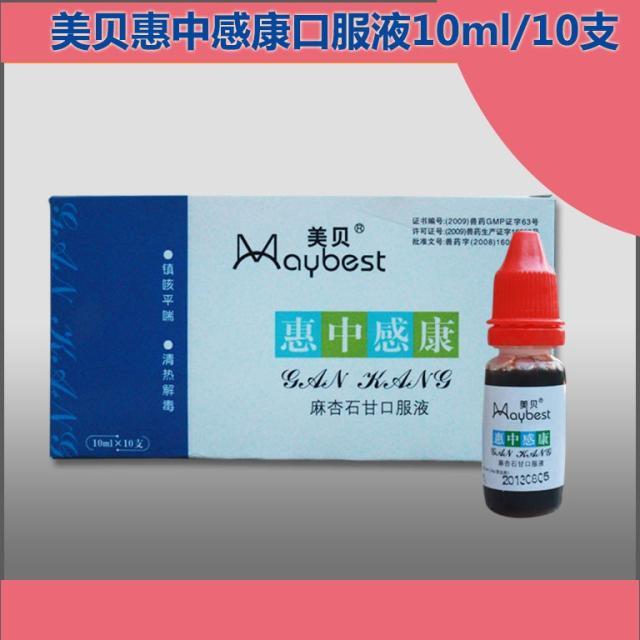 美贝惠中感康口服液10ml/10支
证书编号:(2009)兽药GMP证字63号
许可证号:(2009)兽药生产证字
批准文号:兽药字(2008)160
美贝®
Maybest
●镇咳平喘
●清热解毒
惠中感康
GAN KANG
麻杏石甘口服液
10ml×10支
美贝®
Maybest
惠中感康
GAN KANG
麻杏石甘口服液
20130805